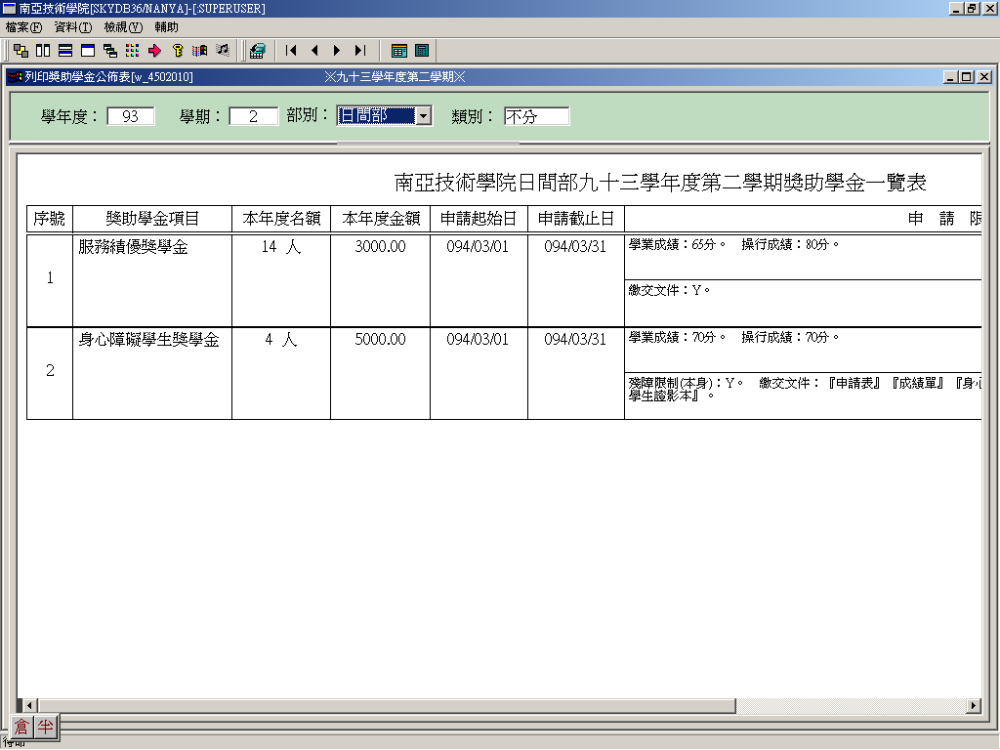 南亞技術學院[SKYDB36/NANYA]-[:SUPERUSER]
檔案(F) 資料(I) 檢視(V) 輔助
列印獎助學金公佈表[w_4502010] ※九十三學年度第二學期※
學年度： 93 學期： 2 部別： 日間部 類別： 不分
南亞技術學院日間部九十三學年度第二學期獎助學金一覽表
序號 獎助學金項目 本年度名額 本年度金額 申請起始日 申請截止日 申 請 限
1 服務績優獎學金 14 人 3000.00 094/03/01 094/03/31 學業成績：65分。 操行成績：80分。
繳交文件：Y。
2 身心障礙學生獎學金 4 人 5000.00 094/03/01 094/03/31 學業成績：70分。 操行成績：70分。
殘障限制(本身)：Y。 繳交文件：『申請表』『成績單』『身心
學生證影本』。
倉 半
待命